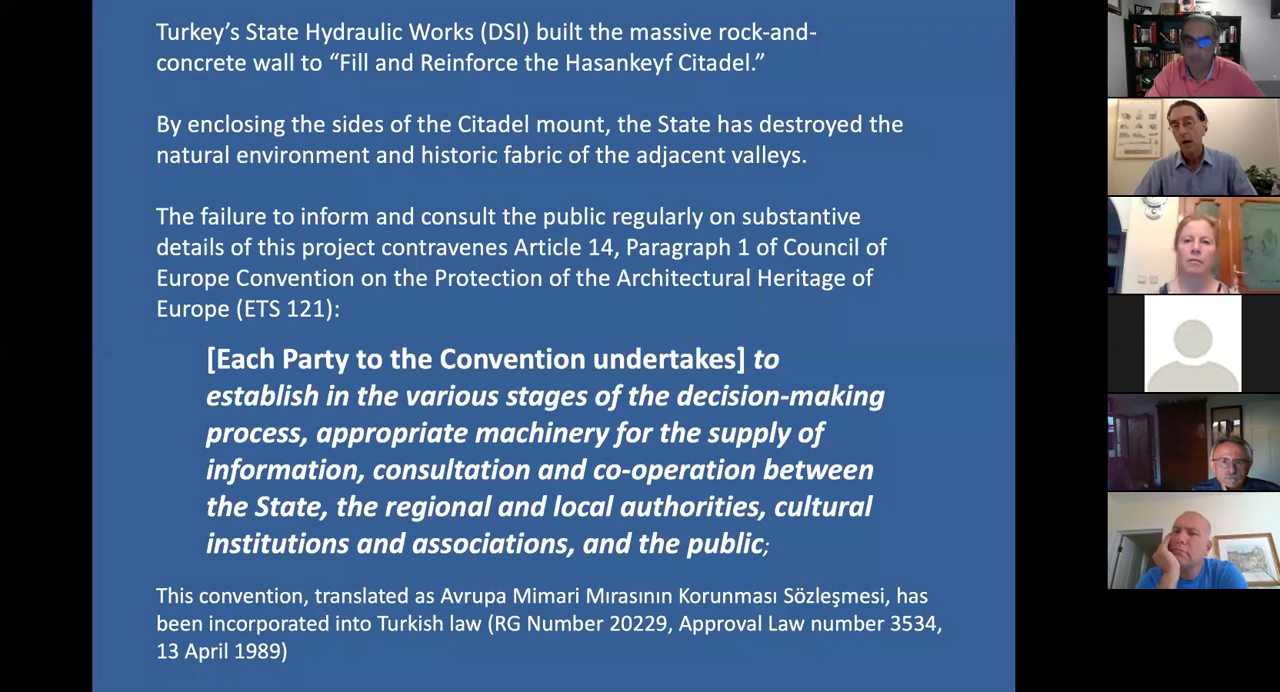 Turkey’s State Hydraulic Works (DSI) built the massive rock-and-
concrete wall to “Fill and Reinforce the Hasankeyf Citadel.”
By enclosing the sides of the Citadel mount, the State has destroyed the
natural environment and historic fabric of the adjacent valleys.
The failure to inform and consult the public regularly on substantive
details of this project contravenes Article 14, Paragraph 1 of Council of
Europe Convention on the Protection of the Architectural Heritage of
Europe (ETS 121):
[Each Party to the Convention undertakes] to
establish in the various stages of the decision-making
process, appropriate machinery for the supply of
information, consultation and co-operation between
the State, the regional and local authorities, cultural
institutions and associations, and the public;
This convention, translated as Avrupa Mimari Mırasının Korunması Sözleşmesi, has
been incorporated into Turkish law (RG Number 20229, Approval Law number 3534,
13 April 1989)